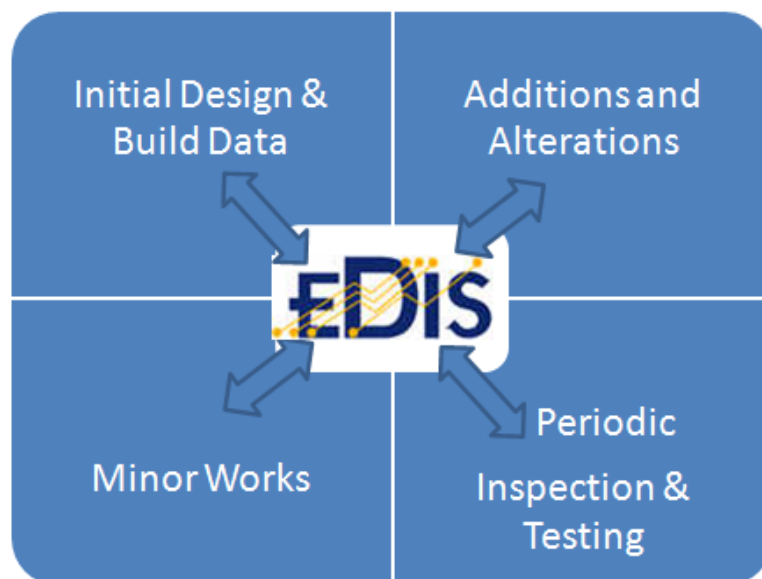 Initial Design &
Build Data
Additions and
Alterations
EDIS
Minor Works
Periodic
Inspection &
Testing